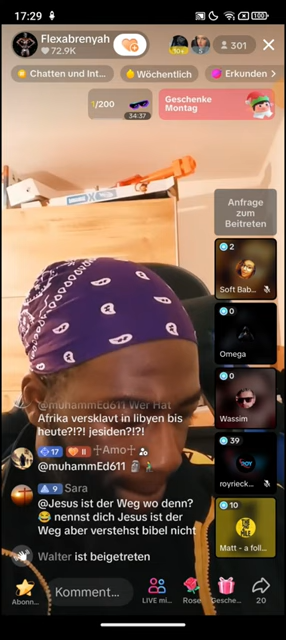 17:29
100
Flexabrenyah
72.9K
301
Chatten und Int...
Wöchentlich
Erkunden
1/200
34:37
Geschenke
Montag
Anfrage
zum
Beitreten
2
Soft Bab...
0
Omega
0
Wassim
39
royrieck...
10
Matt - a foll...
@muhammEd611 Wer Hat
Afrika versklavt in libyen bis
heute?!?! jesiden?!?!
17 II ♱Amo♱
@muhammEd611 🗿
9 Sara
@Jesus ist der Weg wo denn?
😂 nennst dich Jesus ist der
Weg aber verstehst bibel nicht
Walter ist beigetreten
Abonn...
Komment...
LIVE mi...
Rose
Gesche...
20